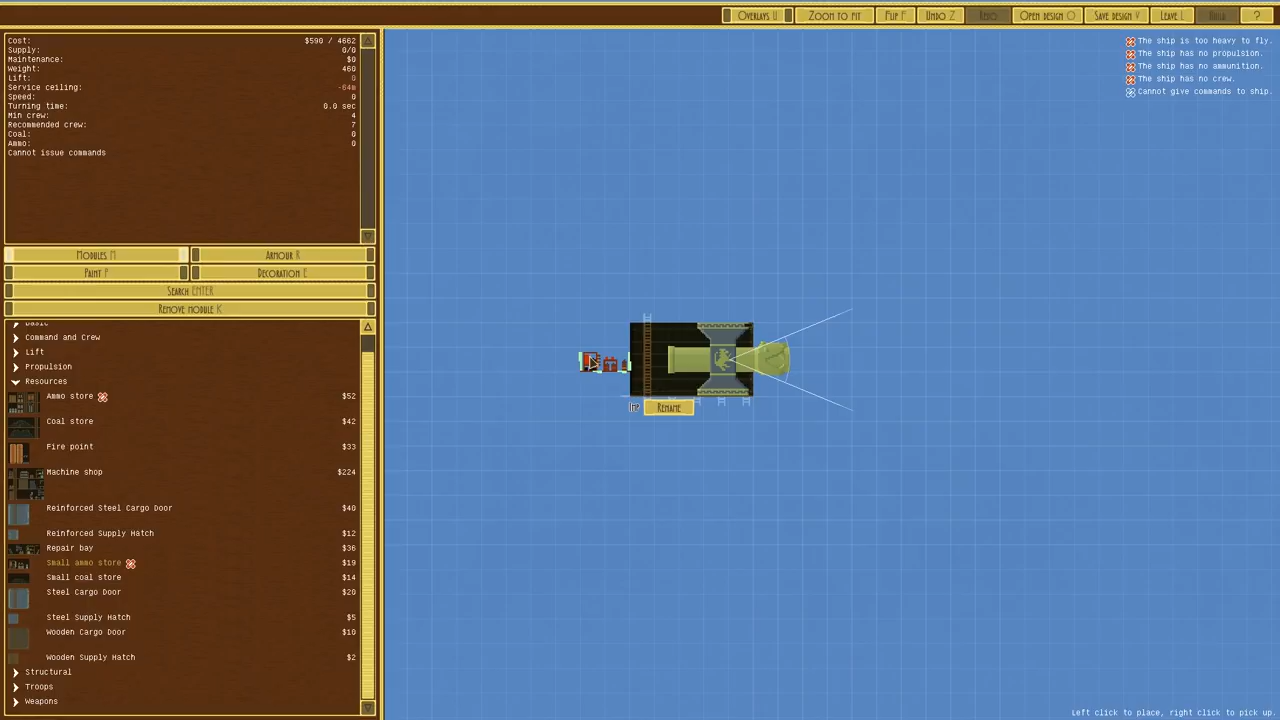 Overlays U
Zoom to fit
Flip F
Undo Z
Redo
Open design O
Save design V
Leave L
Build
?
Cost: $590 / 4662
Supply: 0/0
Maintenance: $0
Weight: 460
Lift: 0
Service ceiling: -64m
Speed: 0
Turning time: 0.0 sec
Min crew: 4
Recommended crew: 7
Coal: 0
Ammo: 0
Cannot issue commands
The ship is too heavy to fly.
The ship has no propulsion.
The ship has no ammunition.
The ship has no crew.
Cannot give commands to ship.
Modules M
Armour R
Paint P
Decoration E
Search ENTER
Remove module K
Basic
Command and Crew
Lift
Propulsion
Resources
Ammo store $52
Coal store $42
Fire point $33
Machine shop $224
Reinforced Steel Cargo Door $40
Reinforced Supply Hatch $12
Repair bay $36
Small ammo store $19
Small coal store $14
Steel Cargo Door $20
Steel Supply Hatch $5
Wooden Cargo Door $10
Wooden Supply Hatch $2
Structural
Troops
Weapons
Rename
Left click to place, right click to pick up.